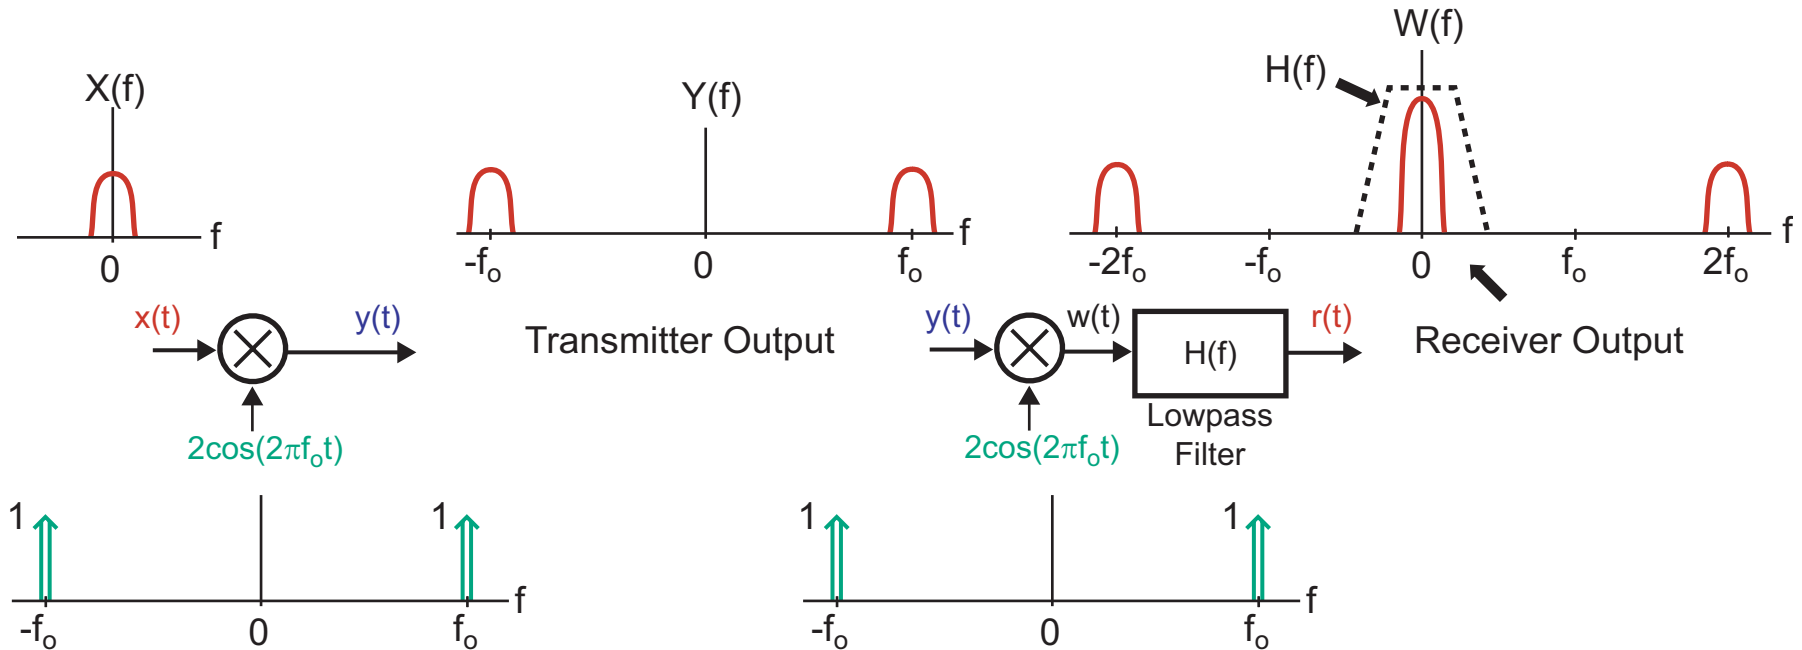 X(f)
f
0
Y(f)
f
-fₒ
0
fₒ
W(f)
H(f)
f
-2fₒ
-fₒ
0
fₒ
2fₒ
x(t)
y(t)
2cos(2πfₒt)
Transmitter Output
y(t)
w(t)
H(f)
r(t)
Lowpass
Filter
2cos(2πfₒt)
Receiver Output
1
1
f
-fₒ
0
fₒ
1
1
f
-fₒ
0
fₒ